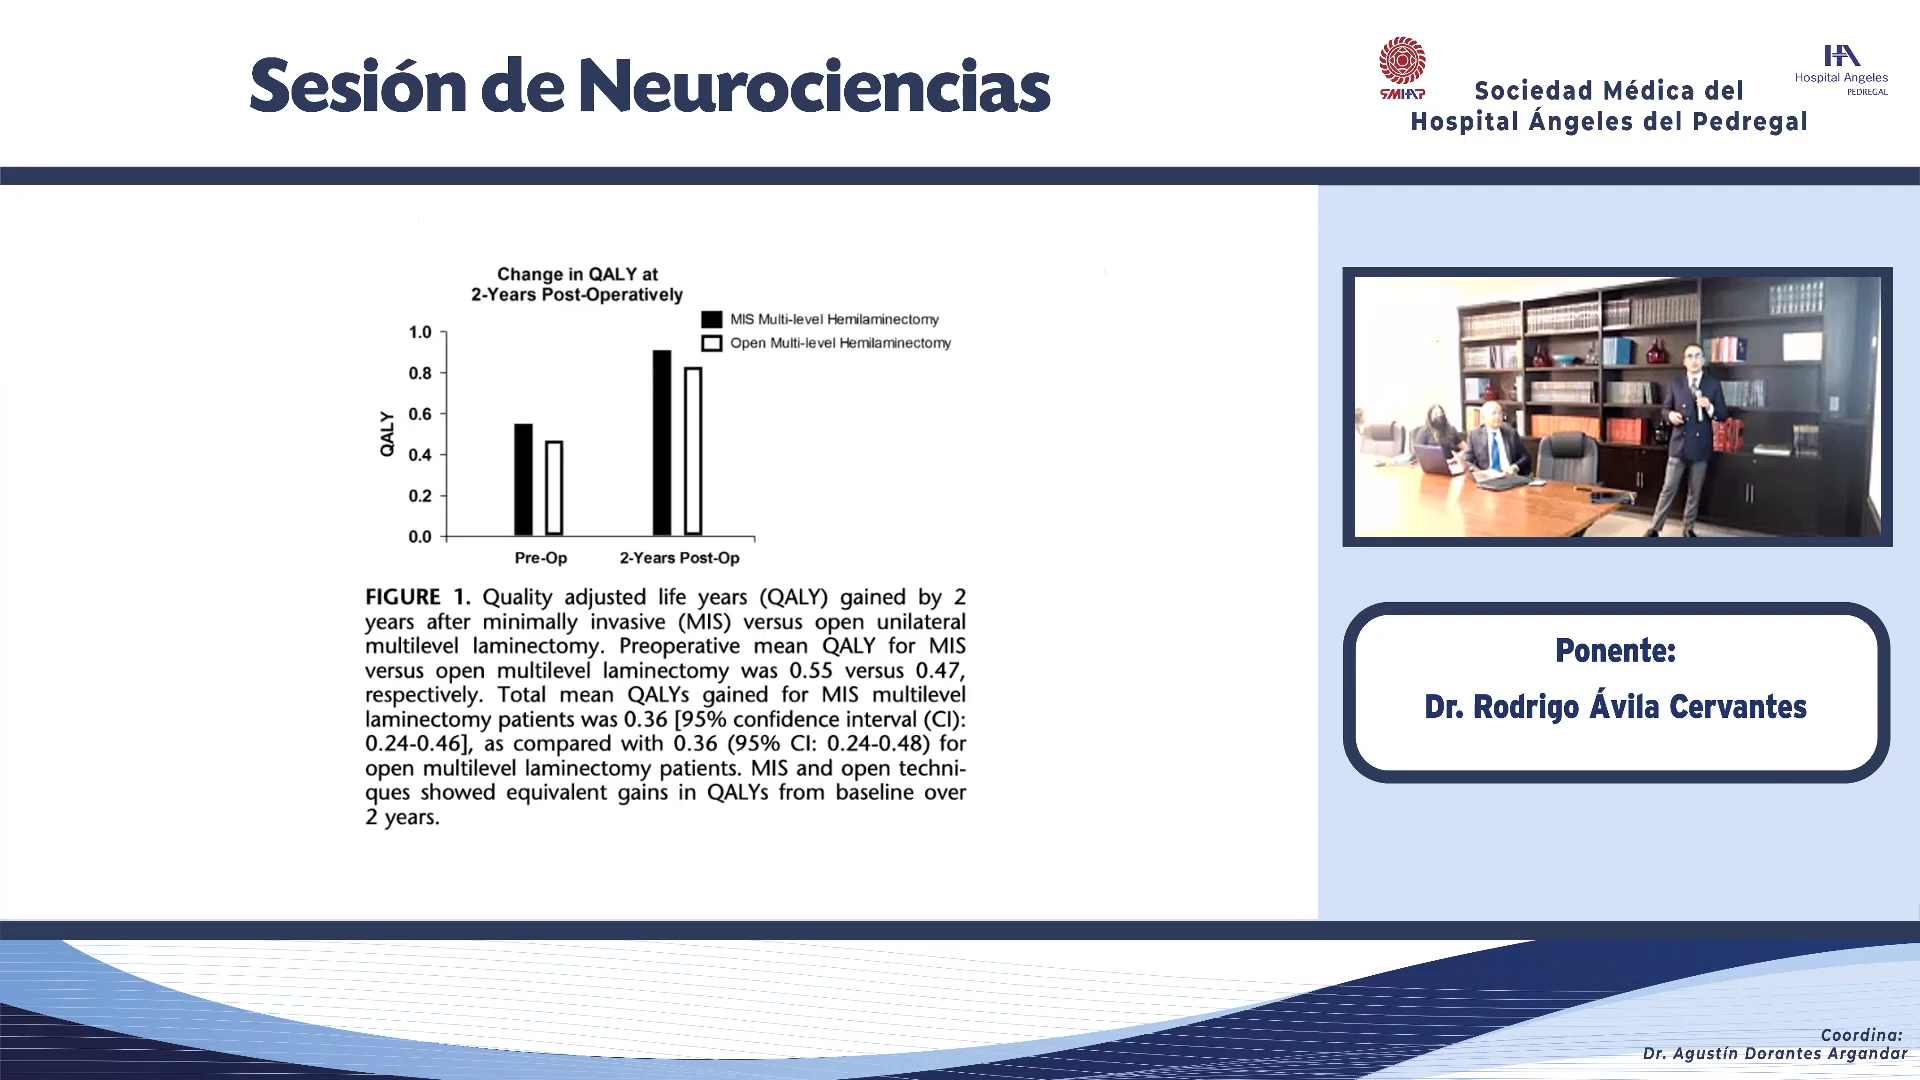 Sesión de Neurociencias
SMHAP
Sociedad Médica del
Hospital Ángeles del Pedregal
HA
Hospital Angeles
PEDREGAL
Change in QALY at
2-Years Post-Operatively
MIS Multi-level Hemilaminectomy
Open Multi-level Hemilaminectomy
QALY
1.0
0.8
0.6
0.4
0.2
0.0
Pre-Op
2-Years Post-Op
FIGURE 1. Quality adjusted life years (QALY) gained by 2
years after minimally invasive (MIS) versus open unilateral
multilevel laminectomy. Preoperative mean QALY for MIS
versus open multilevel laminectomy was 0.55 versus 0.47,
respectively. Total mean QALYs gained for MIS multilevel
laminectomy patients was 0.36 [95% confidence interval (CI):
0.24-0.46], as compared with 0.36 (95% CI: 0.24-0.48) for
open multilevel laminectomy patients. MIS and open techni-
ques showed equivalent gains in QALYs from baseline over
2 years.
Ponente:
Dr. Rodrigo Ávila Cervantes
Coordina:
Dr. Agustín Dorantes Argandar